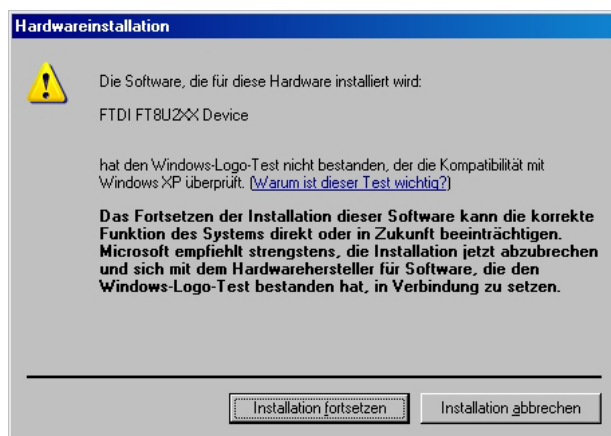 Hardwareinstallation
Die Software, die für diese Hardware installiert wird:
FTDI FT8U2XX Device
hat den Windows-Logo-Test nicht bestanden, der die Kompatibilität mit
Windows XP überprüft. (Warum ist dieser Test wichtig?)
Das Fortsetzen der Installation dieser Software kann die korrekte
Funktion des Systems direkt oder in Zukunft beeinträchtigen.
Microsoft empfiehlt strengstens, die Installation jetzt abzubrechen
und sich mit dem Hardwarehersteller für Software, die den
Windows-Logo-Test bestanden hat, in Verbindung zu setzen.
Installation fortsetzen
Installation abbrechen